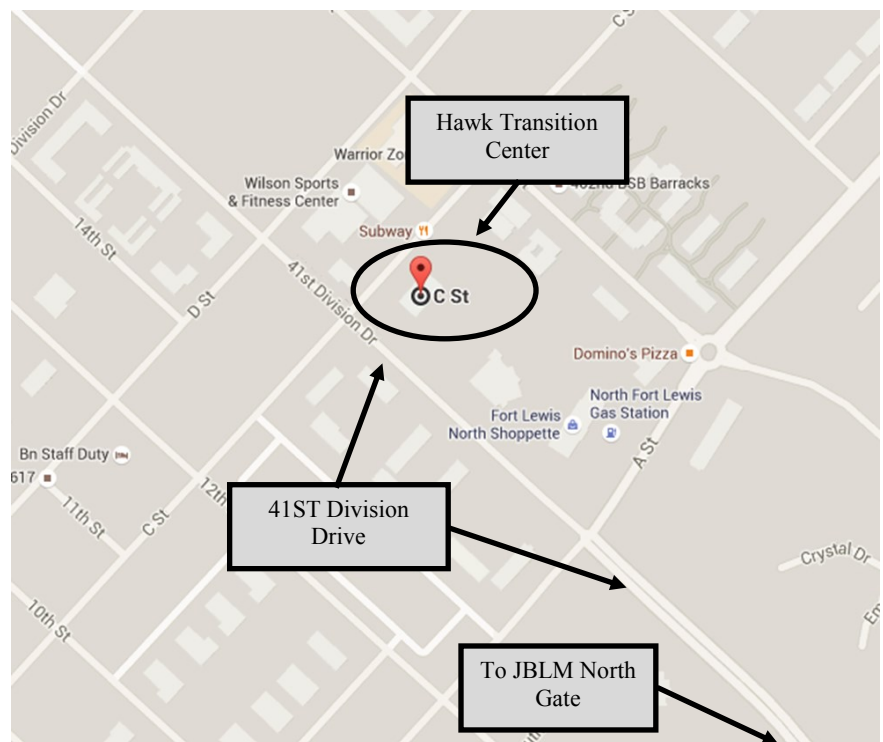 C S
Division Dr
Hawk Transition
Center
Warrior Zo
Wilson Sports
& Fitness Center
BSB Barracks
Subway
14th St
41st Division Dr
D St
C St
Domino's Pizza
North Fort Lewis
Gas Station
Fort Lewis
North Shoppette
A St
Bn Staff Duty
617
11th St
C St
12th
41ST Division
Drive
Crystal Dr
Em
10th St
To JBLM North
Gate